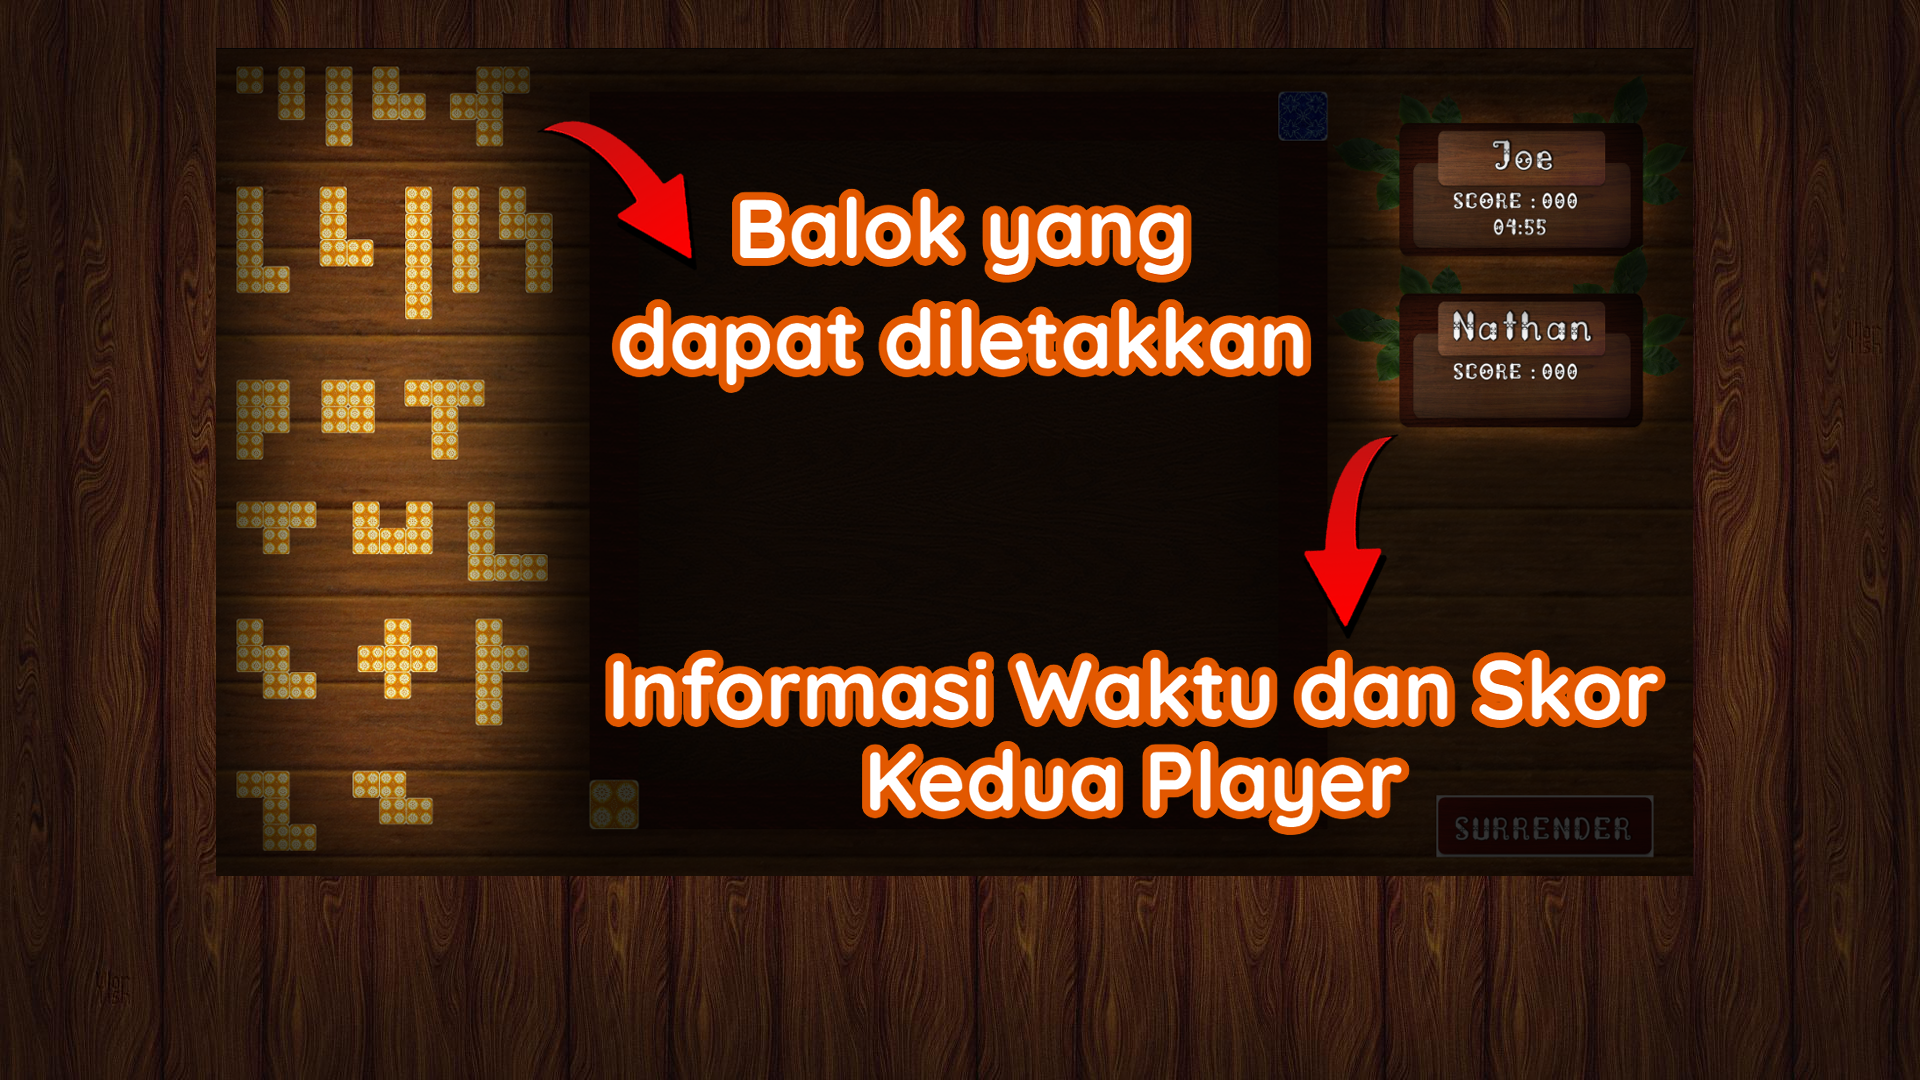 Joe
SCORE : 000
04:55
Balok yang
dapat diletakkan
Nathan
SCORE : 000
Informasi Waktu dan Skor
Kedua Player
SURRENDER